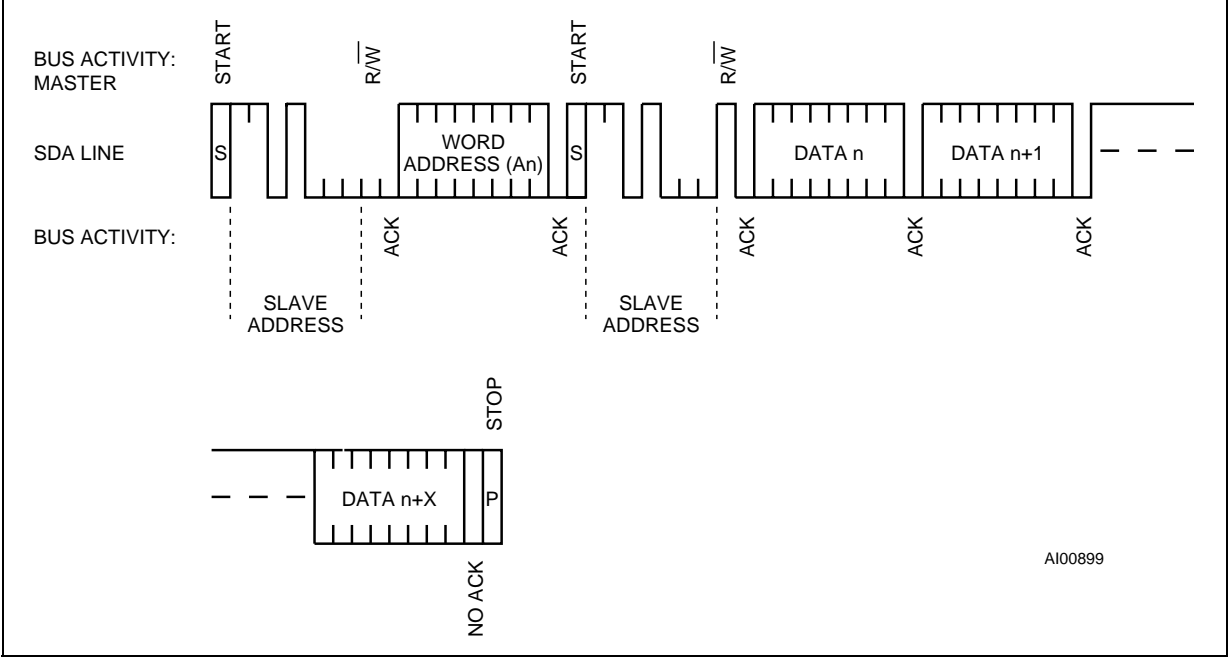 START
R/W
START
R/W
BUS ACTIVITY:
MASTER
SDA LINE
S
WORD
ADDRESS (An)
S
DATA n
DATA n+1
BUS ACTIVITY:
ACK
ACK
ACK
ACK
ACK
SLAVE
ADDRESS
SLAVE
ADDRESS
STOP
DATA n+X
P
NO ACK
AI00899